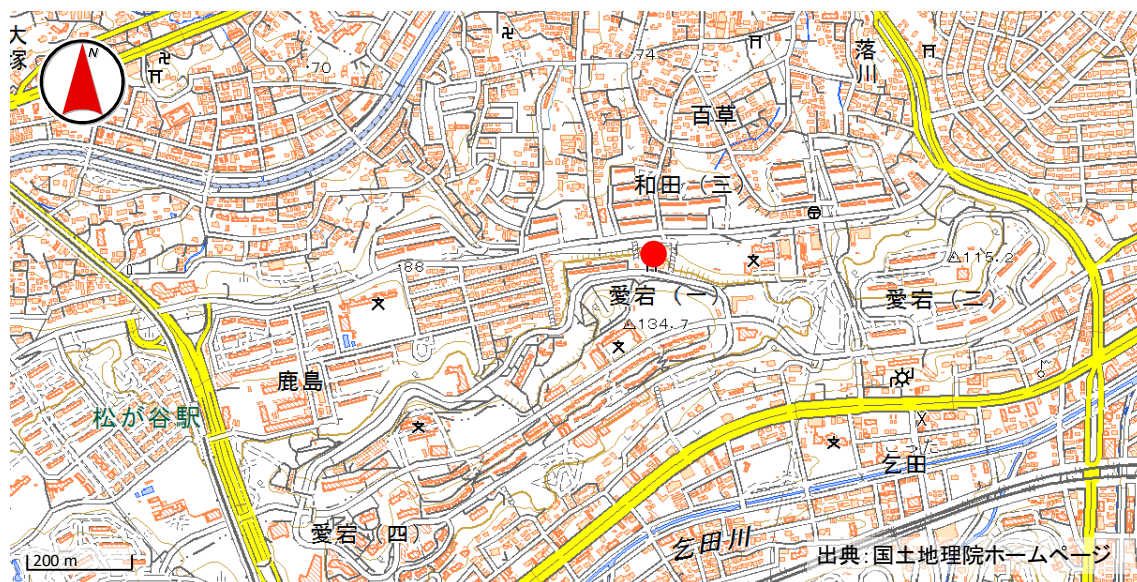 大塚
N
70
74
落川
百草
和田（三）
88
愛宕（一）
115.2
愛宕（二）
134.7
鹿島
松が谷駅
乞田
愛宕（四）
乞田川
200 m
出典：国土地理院ホームページ